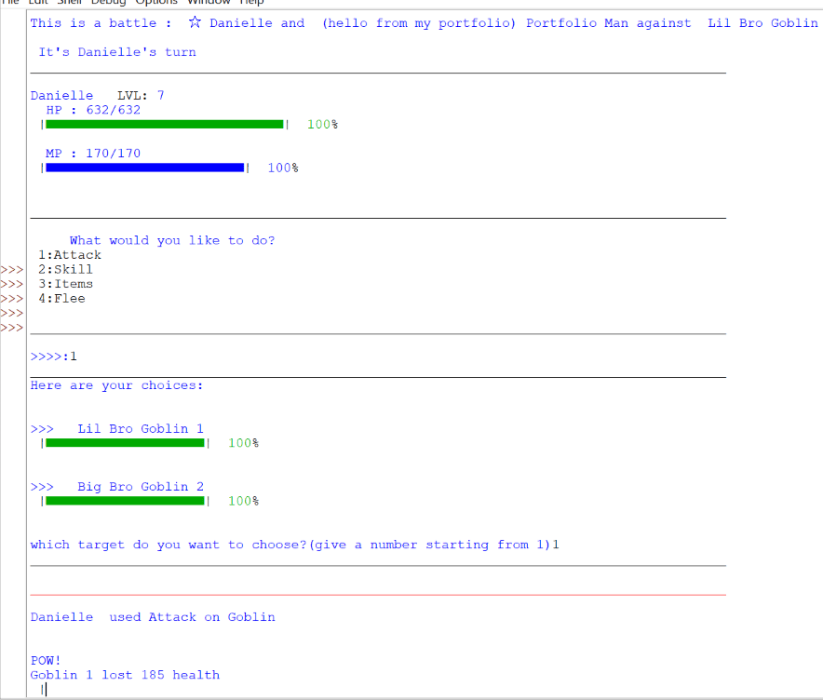 File Edit Shell Debug Options Window Help
This is a battle : ☆ Danielle and (hello from my portfolio) Portfolio Man against Lil Bro Goblin
It's Danielle's turn
Danielle LVL: 7
HP : 632/632
| | 100%
MP : 170/170
| | 100%
What would you like to do?
1:Attack
>>> 2:Skill
>>> 3:Items
>>> 4:Flee
>>>
>>>
>>>>:1
Here are your choices:
>>> Lil Bro Goblin 1
| | 100%
>>> Big Bro Goblin 2
| | 100%
which target do you want to choose?(give a number starting from 1)1
Danielle used Attack on Goblin
POW!
Goblin 1 lost 185 health
|